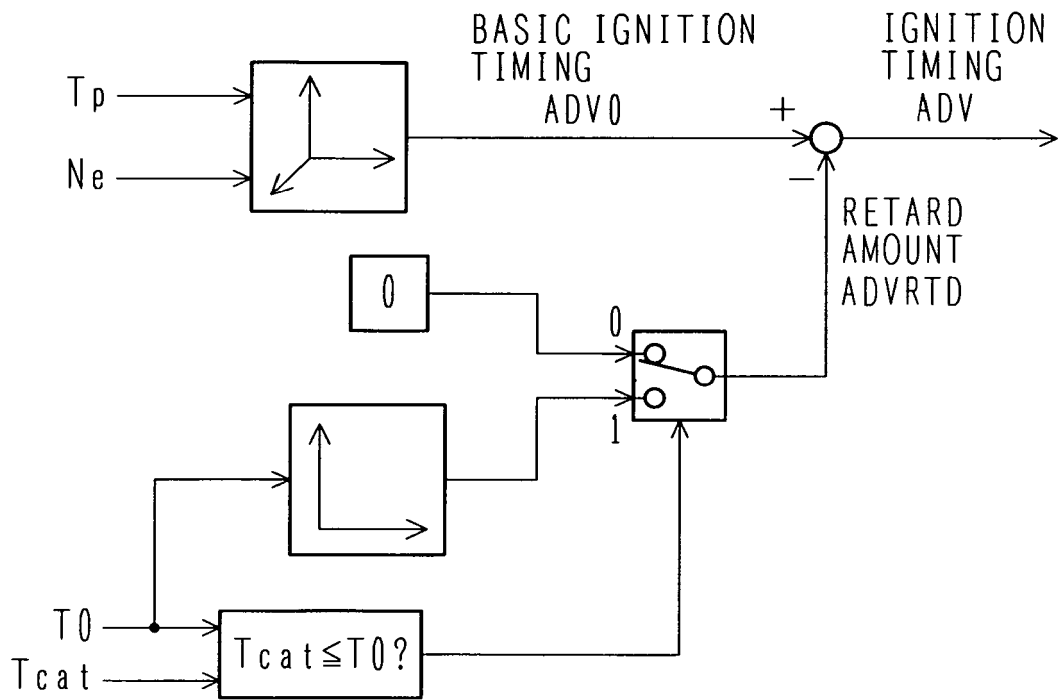 BASIC IGNITION
TIMING
ADV0
IGNITION
TIMING
ADV
Tp
Ne
+
−
RETARD
AMOUNT
ADVRTD
0
0
1
T0
Tcat
Tcat≦T0?